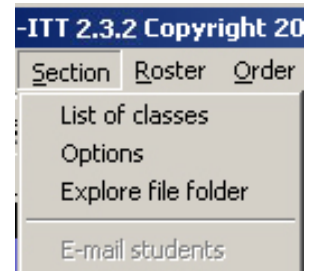 -ITT 2.3.2 Copyright 20
Section Roster Order
List of classes
Options
Explore file folder
E-mail students